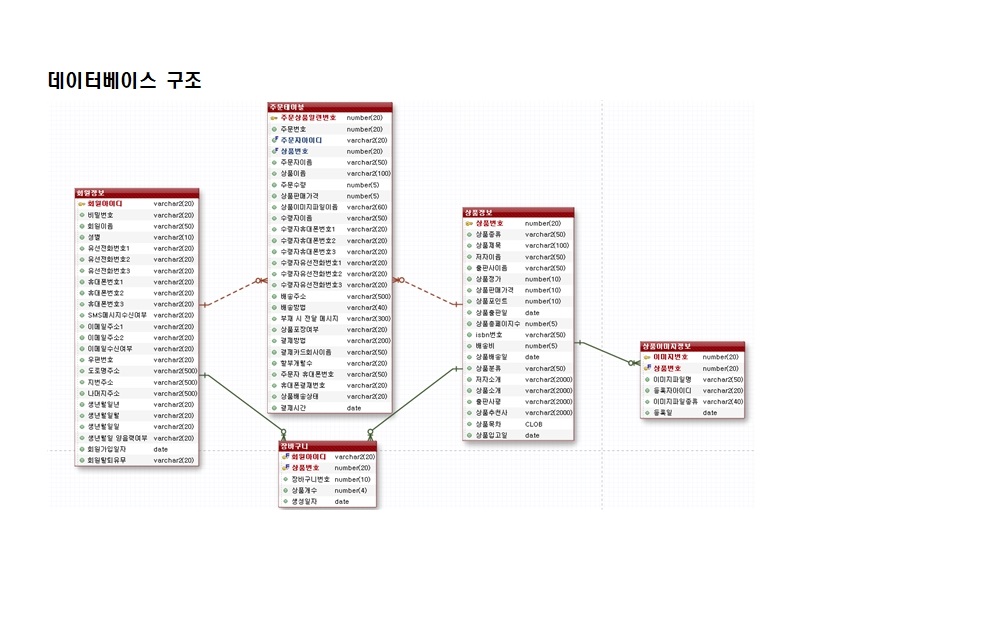 데이터베이스 구조
주문테이블
주문상품일련번호 number(20)
주문번호 number(20)
주문자아이디 varchar2(20)
상품번호 number(20)
주문자이름 varchar2(50)
상품이름 varchar2(100)
주문수량 number(5)
상품판매가격 number(5)
상품이미지파일이름 varchar2(60)
수령자이름 varchar2(50)
수령자휴대폰번호1 varchar2(20)
수령자휴대폰번호2 varchar2(20)
수령자휴대폰번호3 varchar2(20)
수령자유선전화번호1 varchar2(20)
수령자유선전화번호2 varchar2(20)
수령자유선전화번호3 varchar2(20)
배송주소 varchar2(500)
배송방법 varchar2(40)
부재 시 전달 메시지 varchar2(300)
상품포장여부 varchar2(20)
결제방법 varchar2(200)
결제카드회사이름 varchar2(50)
할부개월수 varchar2(20)
주문자 휴대폰번호 varchar2(50)
휴대폰결제번호 varchar2(20)
상품배송상태 varchar2(20)
결제시간 date
회원정보
회원아이디 varchar2(20)
비밀번호 varchar2(20)
회원이름 varchar2(50)
성별 varchar2(10)
유선전화번호1 varchar2(20)
유선전화번호2 varchar2(20)
유선전화번호3 varchar2(20)
휴대폰번호1 varchar2(20)
휴대폰번호2 varchar2(20)
휴대폰번호3 varchar2(20)
SMS메시지수신여부 varchar2(20)
이메일주소1 varchar2(20)
이메일주소2 varchar2(20)
이메일수신여부 varchar2(20)
우편번호 varchar2(20)
도로명주소 varchar2(500)
지번주소 varchar2(500)
나머지주소 varchar2(500)
생년월일년 varchar2(20)
생년월일월 varchar2(20)
생년월일일 varchar2(20)
생년월일 양음력여부 varchar2(20)
회원가입일자 date
회원탈퇴유무 varchar2(20)
상품정보
상품번호 number(20)
상품종류 varchar2(50)
상품제목 varchar2(100)
저자이름 varchar2(50)
출판사이름 varchar2(50)
상품정가 number(10)
상품판매가격 number(10)
상품포인트 number(10)
상품출판일 date
상품총페이지수 number(5)
isbn번호 varchar2(50)
배송비 number(5)
상품배송일 date
상품분류 varchar2(50)
저자소개 varchar2(2000)
상품소개 varchar2(2000)
출판사평 varchar2(2000)
상품추천사 varchar2(2000)
상품목차 CLOB
상품입고일 date
상품이미지정보
이미지번호 number(20)
상품번호 number(20)
이미지파일명 varchar2(50)
등록자아이디 varchar2(20)
이미지파일종류 varchar2(40)
등록일 date
장바구니
회원아이디 varchar2(20)
상품번호 number(20)
장바구니번호 number(10)
상품개수 number(4)
생성일자 date